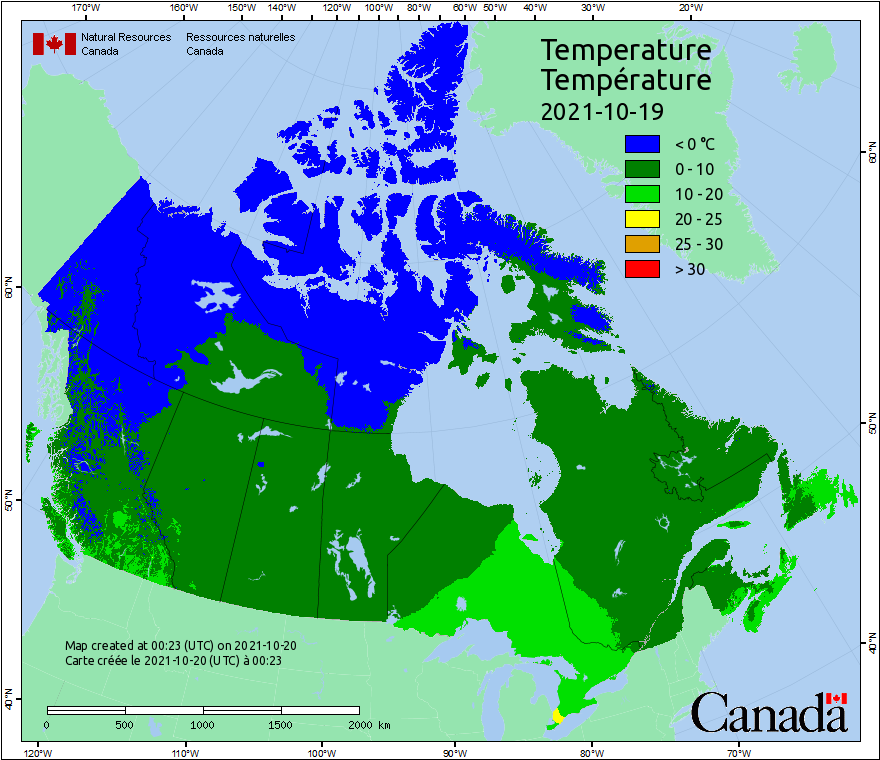 170°W 160°W 150°W 140°W 130°W 120°W 110°W 100°W 90°W 80°W 60°W 50°W 40°W 30°W 20°W
Natural Resources Canada
Ressources naturelles Canada
Temperature
Température
2021-10-19
< 0 °C
0 - 10
10 - 20
20 - 25
25 - 30
> 30
60°N
50°N
40°N
60°N
50°N
40°N
Map created at 00:23 (UTC) on 2021-10-20
Carte créée le 2021-10-20 (UTC) à 00:23
0 500 1000 1500 2000 km
Canada
120°W 110°W 100°W 90°W 80°W 70°W